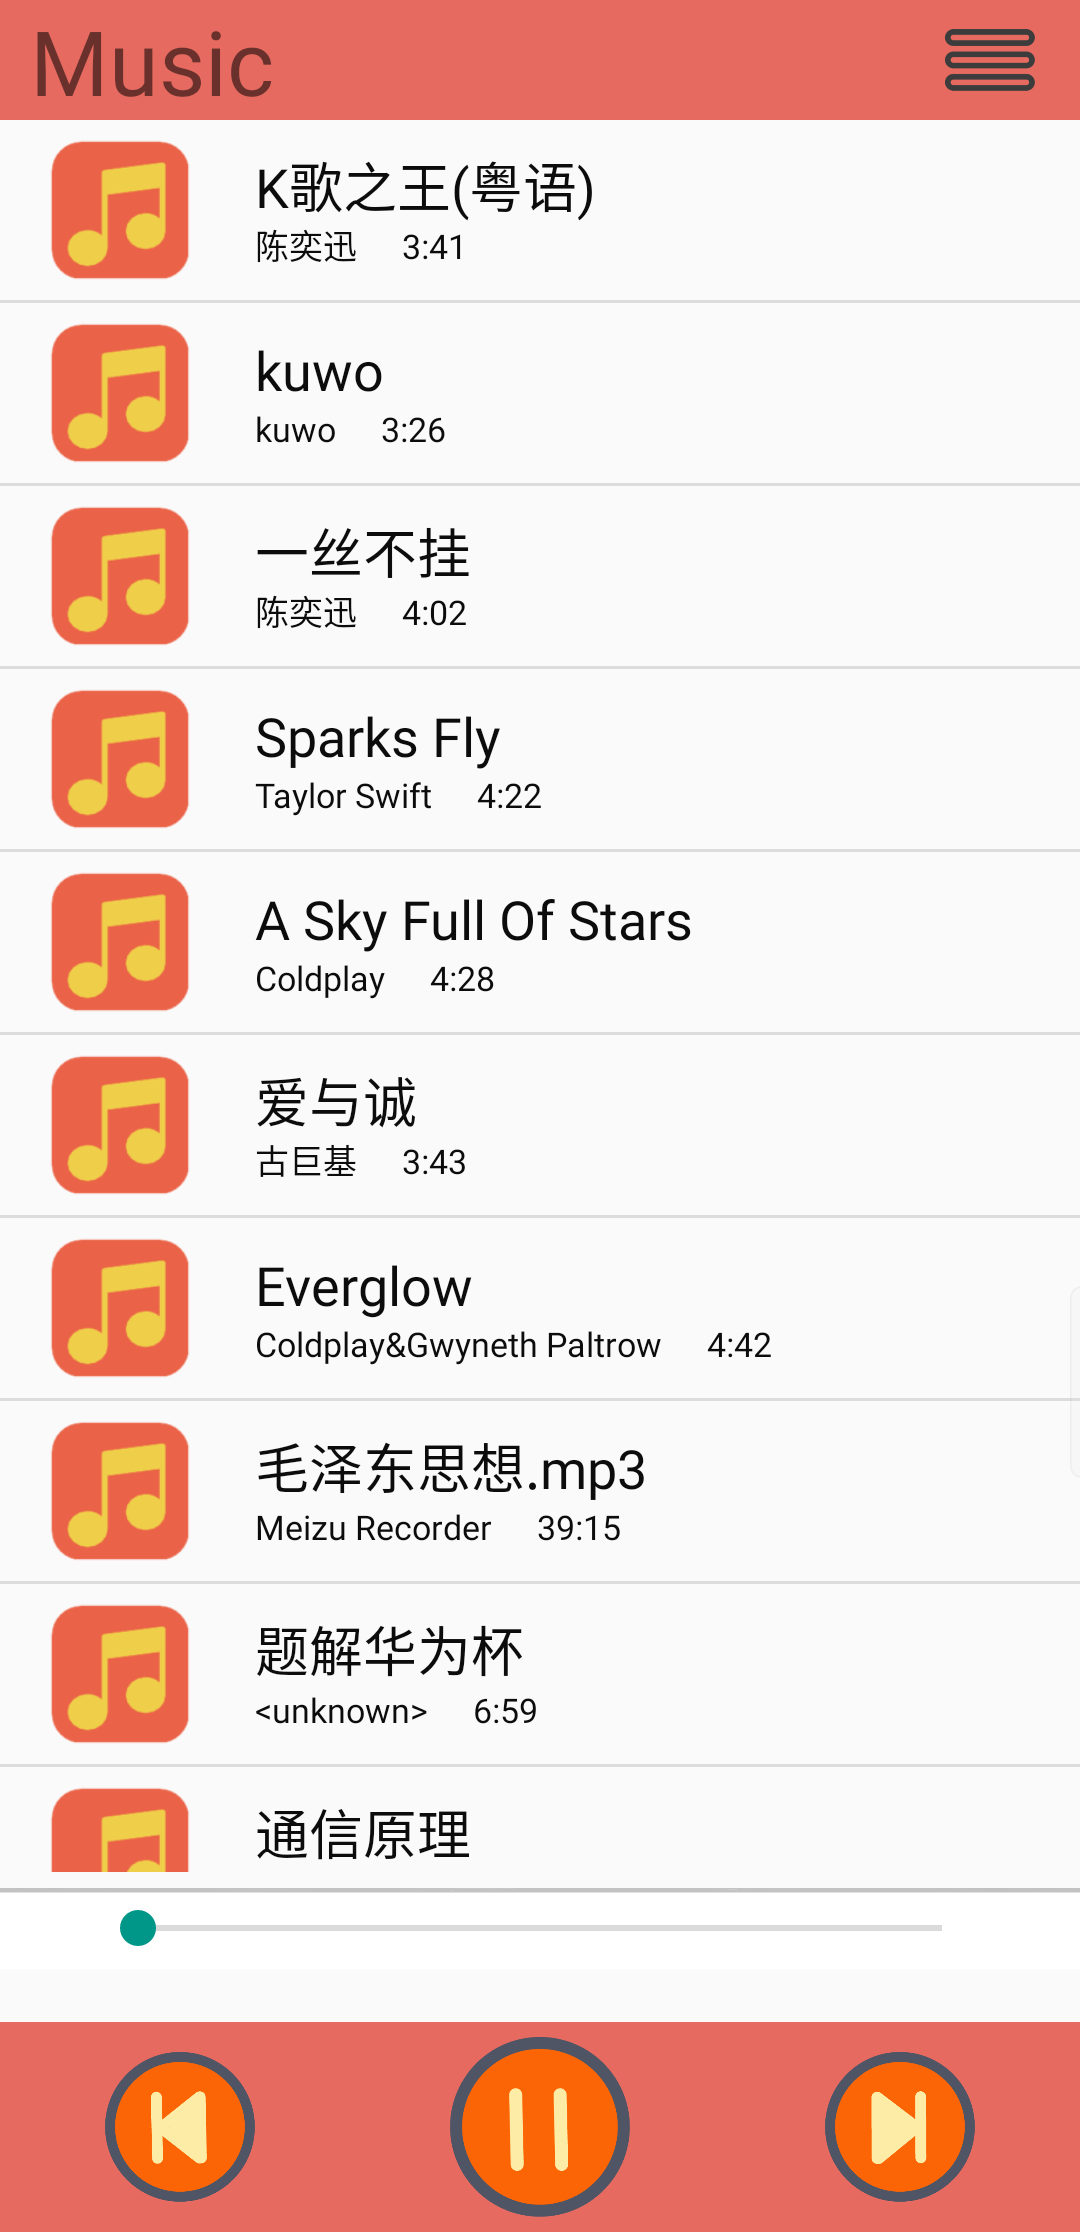 Music
K歌之王(粤语)
陈奕迅 3:41
kuwo
kuwo 3:26
一丝不挂
陈奕迅 4:02
Sparks Fly
Taylor Swift 4:22
A Sky Full Of Stars
Coldplay 4:28
爱与诚
古巨基 3:43
Everglow
Coldplay&Gwyneth Paltrow 4:42
毛泽东思想.mp3
Meizu Recorder 39:15
题解华为杯
<unknown> 6:59
通信原理